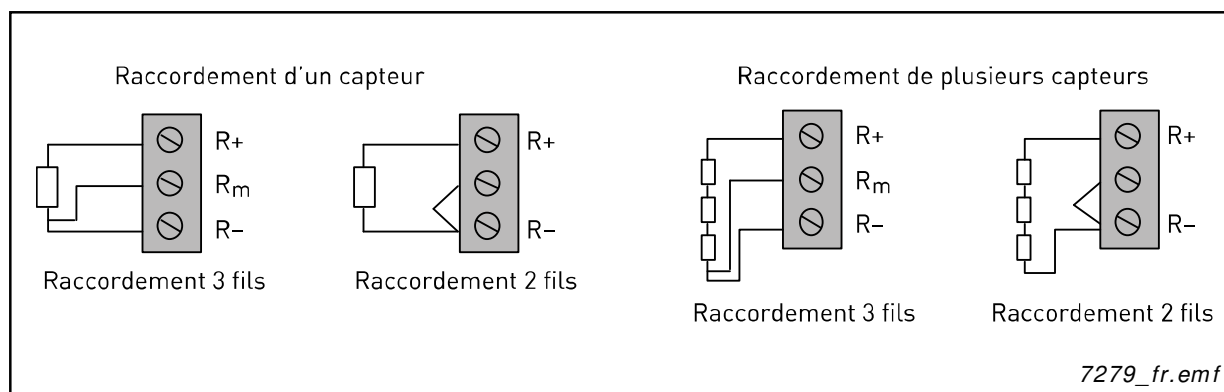 Raccordement d'un capteur
R+
Rm
R–
Raccordement 3 fils
R+
R–
Raccordement 2 fils
Raccordement de plusieurs capteurs
R+
Rm
R–
Raccordement 3 fils
R+
R–
Raccordement 2 fils
7279_fr.emf